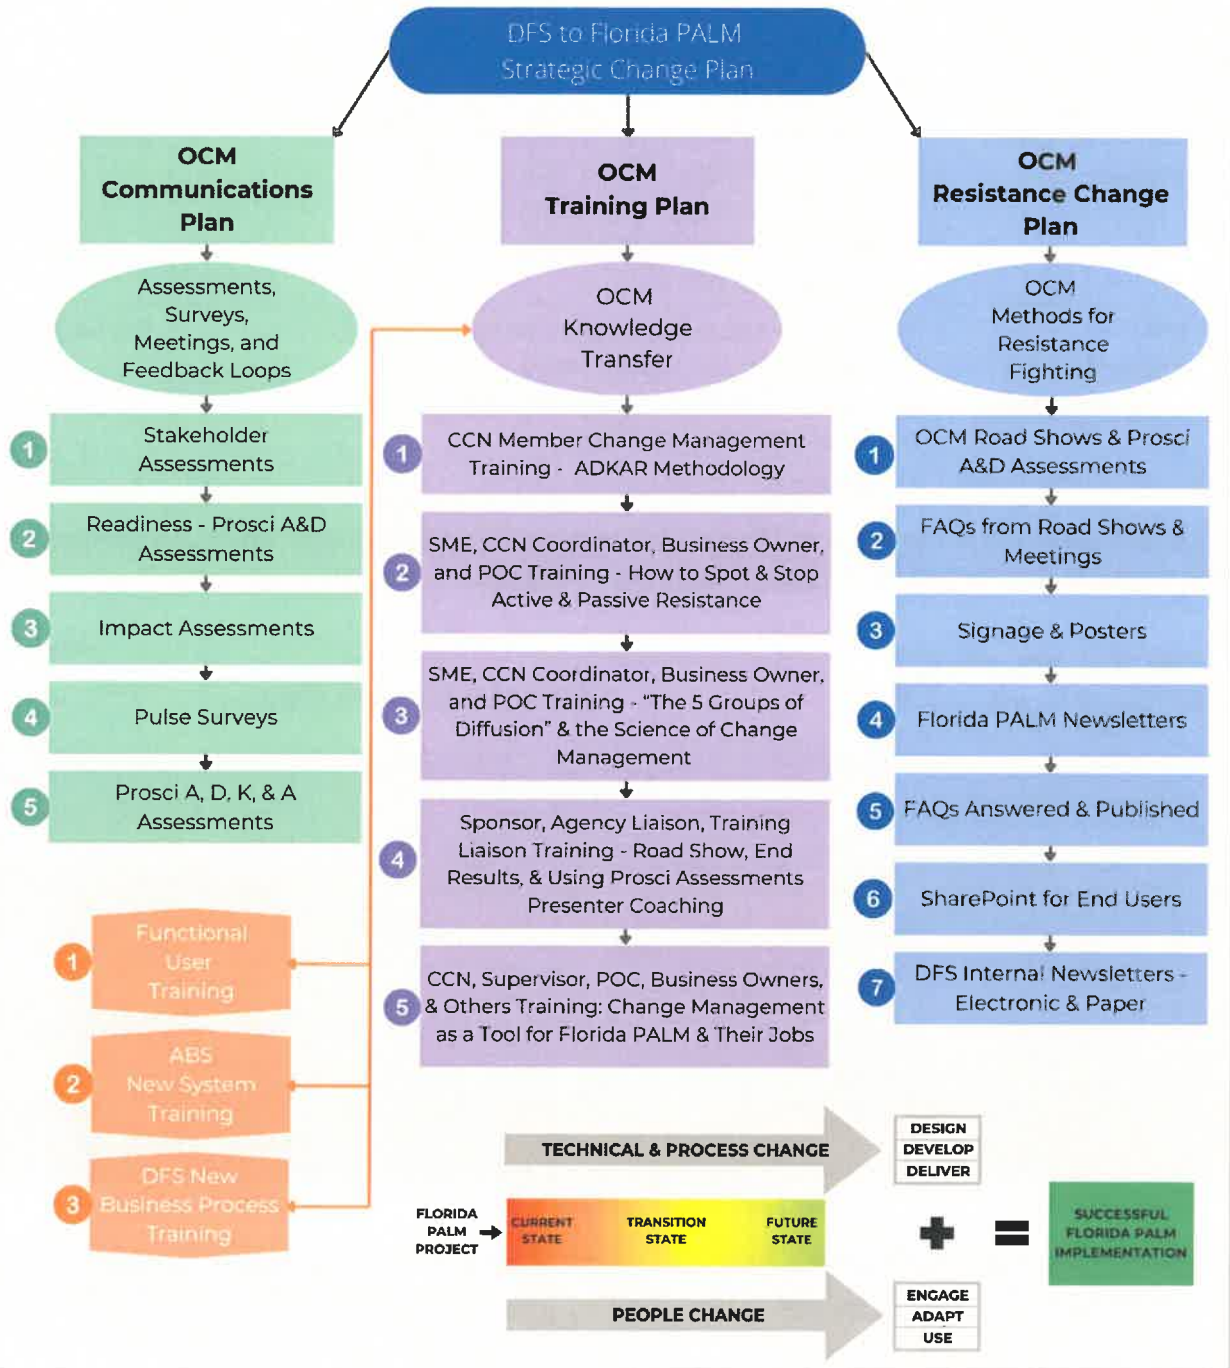 DFS to Florida PALM
Strategic Change Plan
OCM
Communications
Plan
Assessments,
Surveys,
Meetings, and
Feedback Loops
1
Stakeholder
Assessments
2
Readiness - Prosci A&D
Assessments
3
Impact Assessments
4
Pulse Surveys
5
Prosci A, D, K, & A
Assessments
1
Functional
User
Training
2
ABS
New System
Training
3
DFS New
Business Process
Training
OCM
Training Plan
OCM
Knowledge
Transfer
1
CCN Member Change Management
Training - ADKAR Methodology
2
SME, CCN Coordinator, Business Owner,
and POC Training - How to Spot & Stop
Active & Passive Resistance
3
SME, CCN Coordinator, Business Owner,
and POC Training - “The 5 Groups of
Diffusion” & the Science of Change
Management
4
Sponsor, Agency Liaison, Training
Liaison Training - Road Show, End
Results, & Using Prosci Assessments
Presenter Coaching
5
CCN, Supervisor, POC, Business Owners,
& Others Training: Change Management
as a Tool for Florida PALM & Their Jobs
OCM
Resistance Change
Plan
OCM
Methods for
Resistance
Fighting
1
OCM Road Shows & Prosci
A&D Assessments
2
FAQs from Road Shows &
Meetings
3
Signage & Posters
4
Florida PALM Newsletters
5
FAQs Answered & Published
6
SharePoint for End Users
7
DFS Internal Newsletters -
Electronic & Paper
TECHNICAL & PROCESS CHANGE
DESIGN
DEVELOP
DELIVER
FLORIDA
PALM
PROJECT
CURRENT
STATE
TRANSITION
STATE
FUTURE
STATE
+
=
SUCCESSFUL
FLORIDA PALM
IMPLEMENTATION
PEOPLE CHANGE
ENGAGE
ADAPT
USE